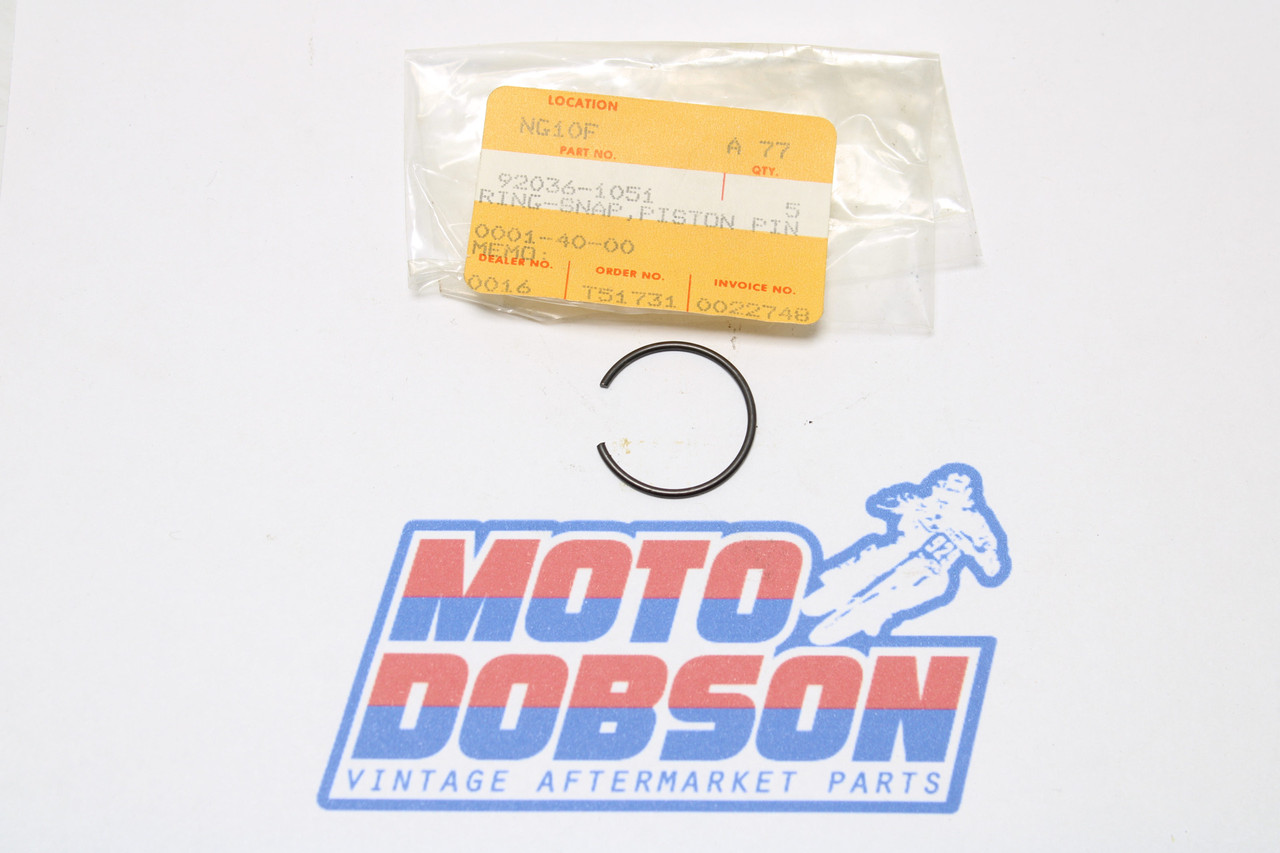 LOCATION
NG10F A 77
PART NO. QTY.
92036-1051 5
RING-SNAP,PISTON PIN
0001-40-00
MEMO:
DEALER NO. ORDER NO. INVOICE NO.
0016 T51731 0022748
92
MOTO
DOBSON
VINTAGE AFTERMARKET PARTS